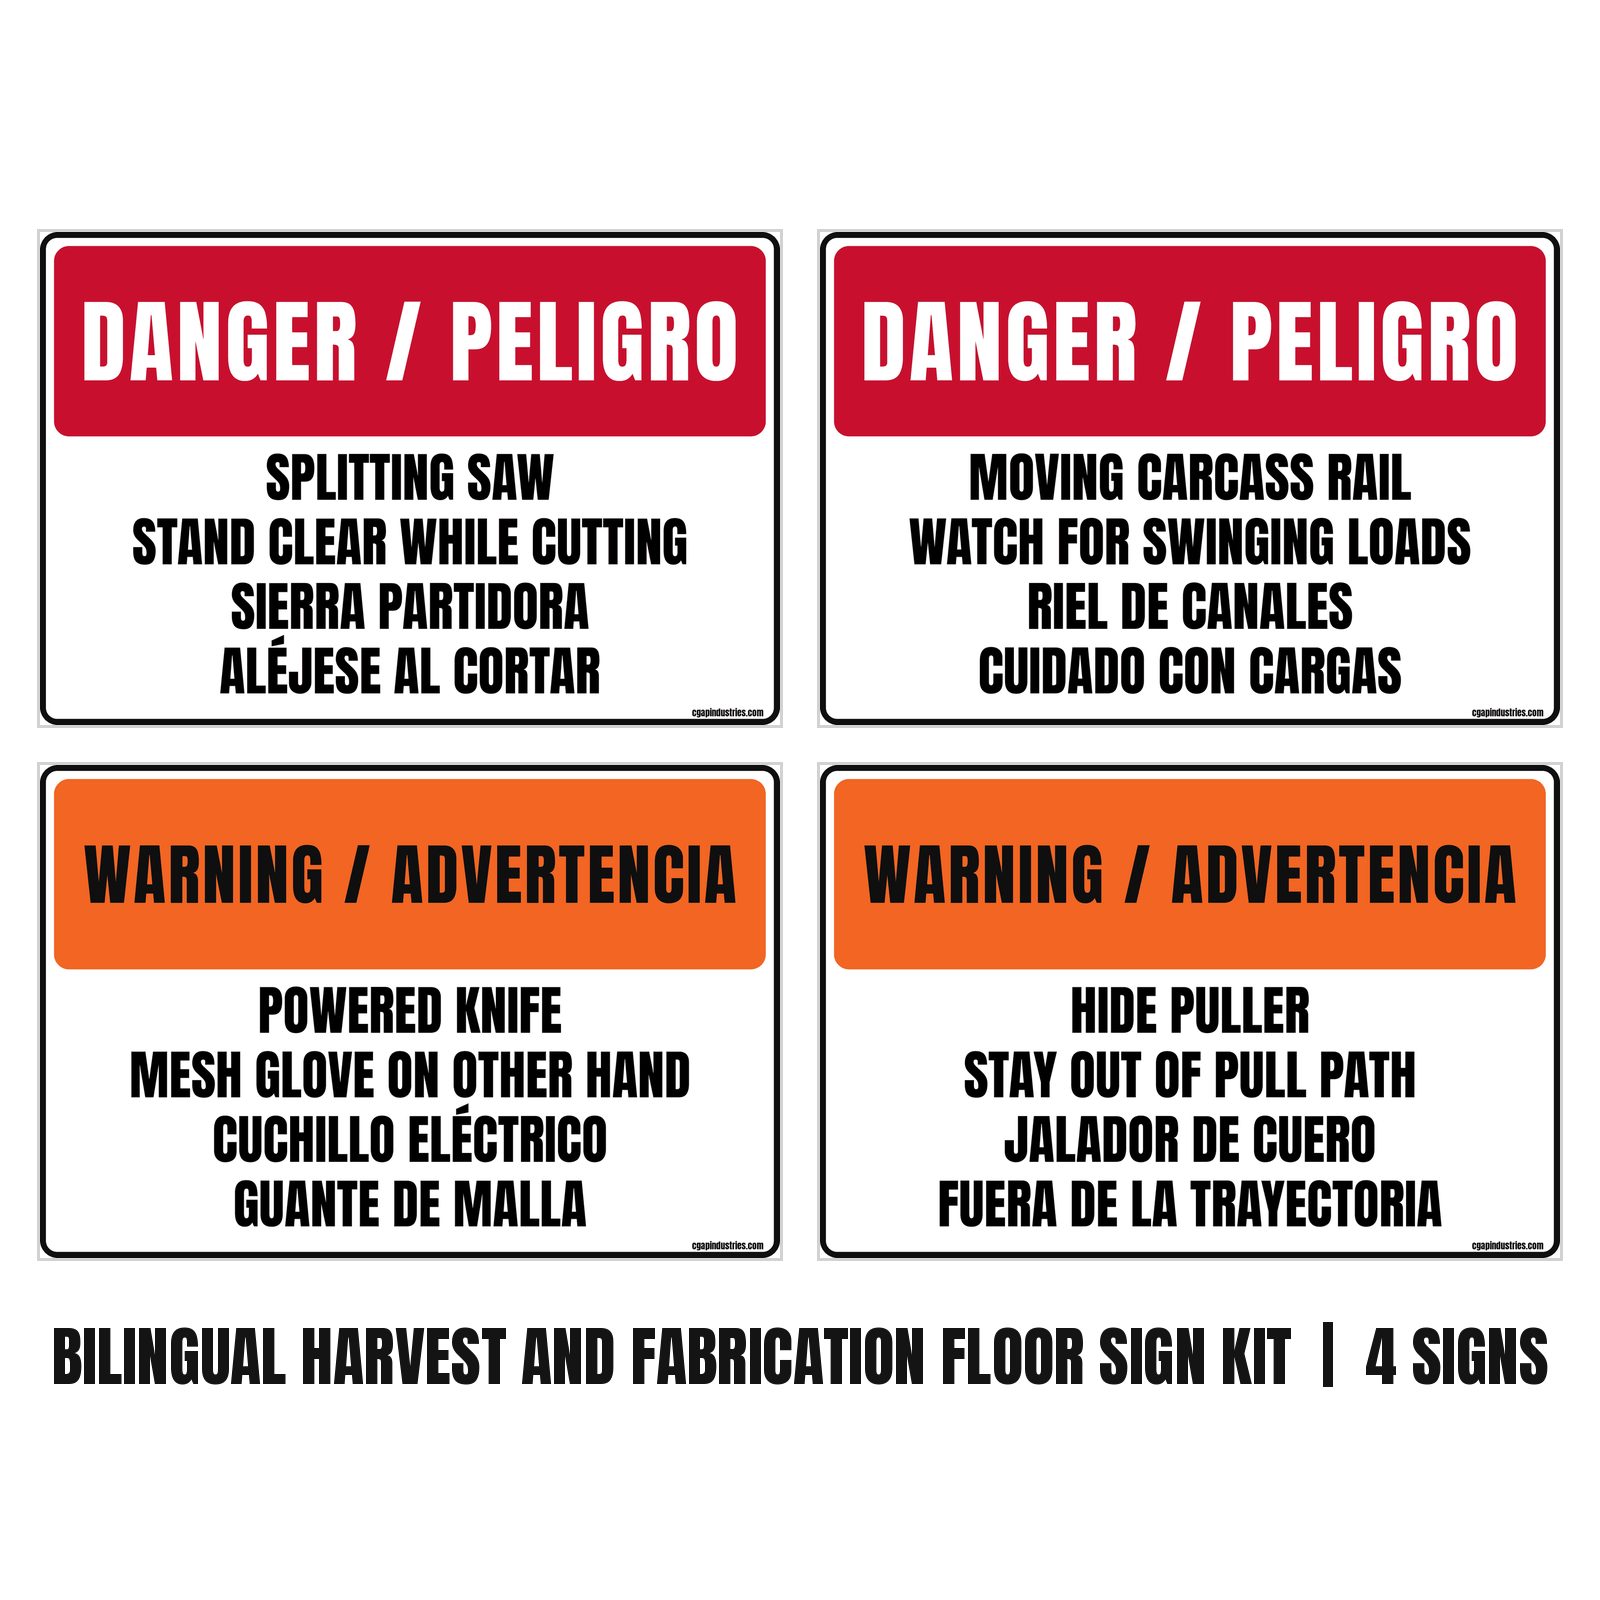 DANGER / PELIGRO
SPLITTING SAW
STAND CLEAR WHILE CUTTING
SIERRA PARTIDORA
ALÉJESE AL CORTAR
cgapindustries.com
DANGER / PELIGRO
MOVING CARCASS RAIL
WATCH FOR SWINGING LOADS
RIEL DE CANALES
CUIDADO CON CARGAS
cgapindustries.com
WARNING / ADVERTENCIA
POWERED KNIFE
MESH GLOVE ON OTHER HAND
CUCHILLO ELÉCTRICO
GUANTE DE MALLA
cgapindustries.com
WARNING / ADVERTENCIA
HIDE PULLER
STAY OUT OF PULL PATH
JALADOR DE CUERO
FUERA DE LA TRAYECTORIA
cgapindustries.com
BILINGUAL HARVEST AND FABRICATION FLOOR SIGN KIT | 4 SIGNS